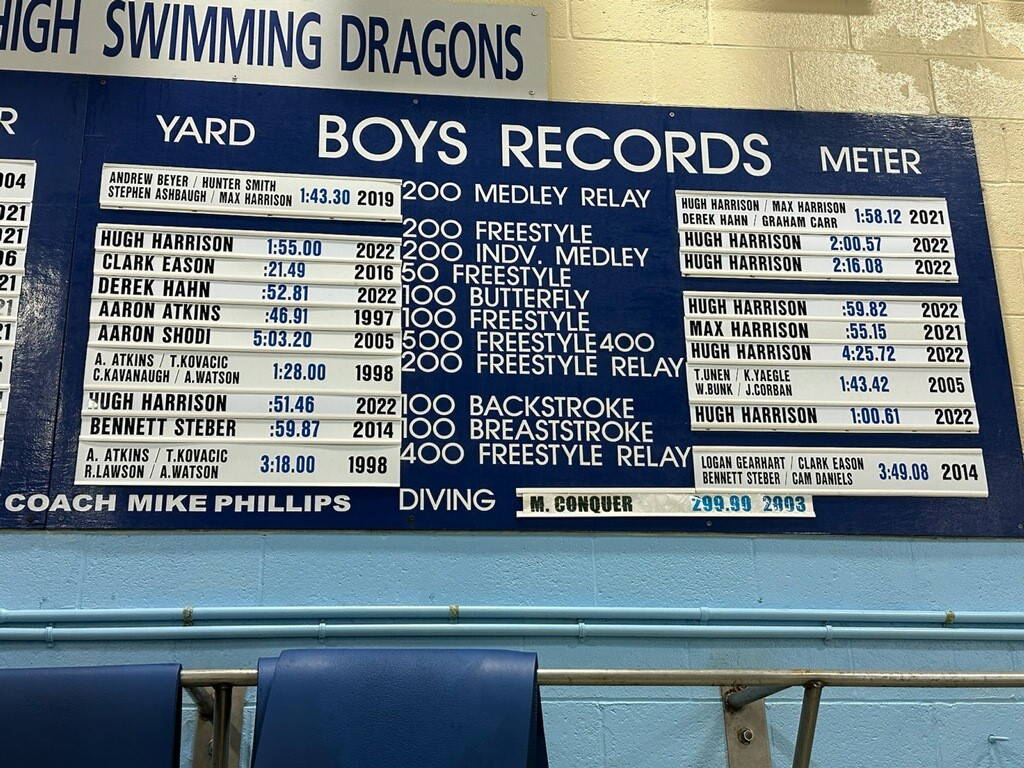 HIGH SWIMMING DRAGONS
R
YARD BOYS RECORDS METER
004
021
021
06
21
21
21
5
ANDREW BEYER / HUNTER SMITH
STEPHEN ASHBAUGH / MAX HARRISON 1:43.30 2019
200 MEDLEY RELAY
HUGH HARRISON / MAX HARRISON
DEREK HAHN / GRAHAM CARR 1:58.12 2021
HUGH HARRISON 1:55.00 2022
200 FREESTYLE
HUGH HARRISON 2:00.57 2022
CLARK EASON :21.49 2016
200 INDV. MEDLEY
HUGH HARRISON 2:16.08 2022
DEREK HAHN :52.81 2022
50 FREESTYLE
AARON ATKINS :46.91 1997
100 BUTTERFLY
HUGH HARRISON :59.82 2022
AARON SHODI 5:03.20 2005
100 FREESTYLE
MAX HARRISON :55.15 2021
500 FREESTYLE 400
HUGH HARRISON 4:25.72 2022
A. ATKINS / T.KOVACIC
C.KAVANAUGH / A.WATSON 1:28.00 1998
200 FREESTYLE RELAY
T.UNEN / K.YAEGLE
W.BUNK / J.CORBAN 1:43.42 2005
HUGH HARRISON :51.46 2022
100 BACKSTROKE
HUGH HARRISON 1:00.61 2022
BENNETT STEBER :59.87 2014
100 BREASTSTROKE
A. ATKINS / T.KOVACIC
R.LAWSON / A.WATSON 3:18.00 1998
400 FREESTYLE RELAY
LOGAN GEARHART / CLARK EASON
BENNETT STEBER / CAM DANIELS 3:49.08 2014
COACH MIKE PHILLIPS
DIVING
M. CONQUER 299.90 2003